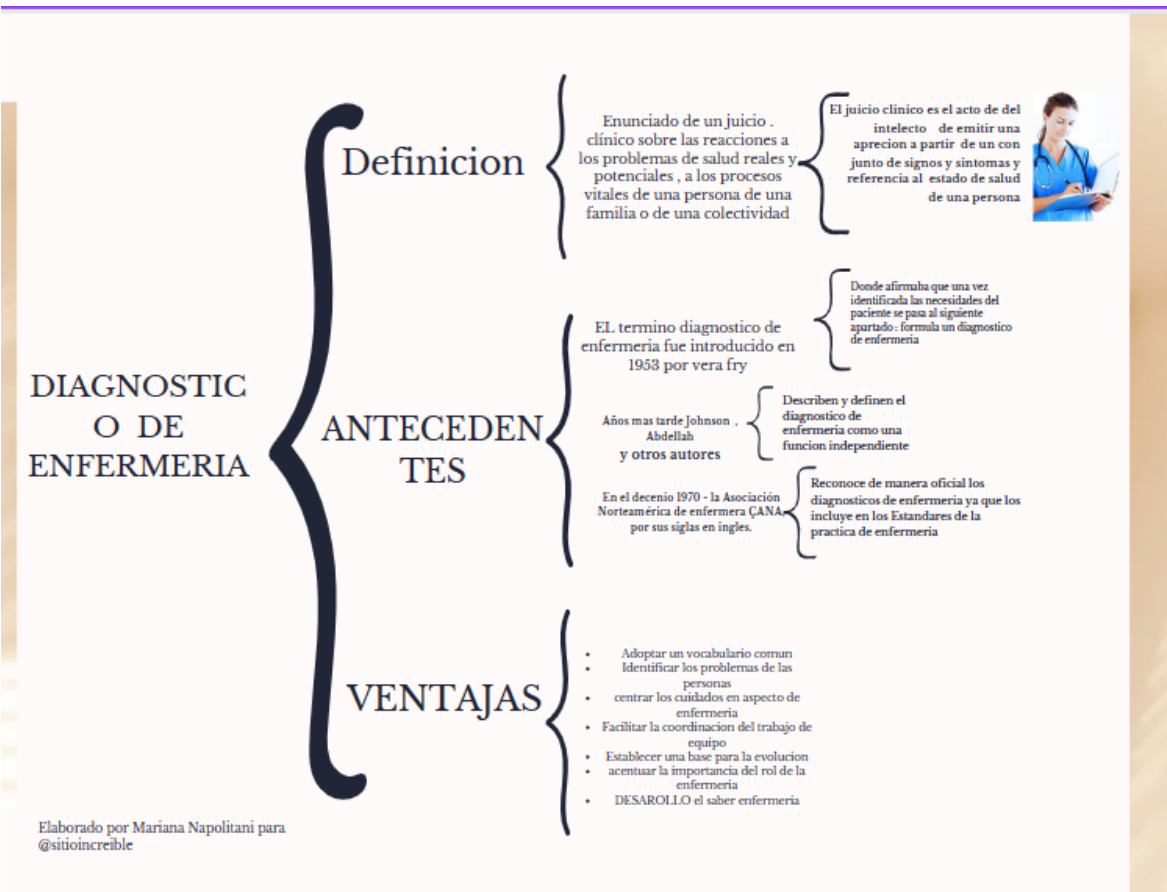 DIAGNOSTIC
O DE
ENFERMERIA
Definicion
Enunciado de un juicio .
clínico sobre las reacciones a
los problemas de salud reales y
potenciales , a los procesos
vitales de una persona de una
familia o de una colectividad
El juicio clinico es el acto de del
intelecto de emitir una
aprecion a partir de un con
junto de signos y sintomas y
referencia al estado de salud
de una persona
ANTECEDEN
TES
EL termino diagnostico de
enfermeria fue introducido en
1953 por vera fry
Donde afirmaba que una vez
identificada las necesidades del
paciente se pasa al siguiente
apartado : formula un diagnostico
de enfermeria
Años mas tarde Johnson ,
Abdellah
y otros autores
Describen y definen el
diagnostico de
enfermeria como una
funcion independiente
En el decenio 1970 - la Asociación
Norteamérica de enfermera ÇANA,
por sus siglas en ingles.
Reconoce de manera oficial los
diagnosticos de enfermeria ya que los
incluye en los Estandares de la
practica de enfermeria
VENTAJAS
• Adoptar un vocabulario comun
• Identificar los problemas de las
personas
• centrar los cuidados en aspecto de
enfermeria
• Facilitar la coordinacion del trabajo de
equipo
• Establecer una base para la evolucion
• acentuar la importancia del rol de la
enfermeria
• DESAROLLO el saber enfermeria
Elaborado por Mariana Napolitani para
@sitioincreible